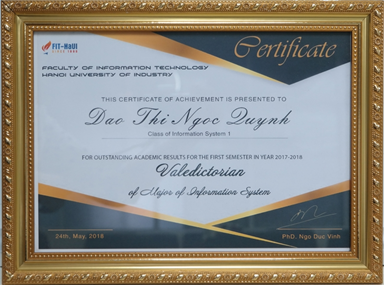 Certificate
FIT-HaUI
SINCE 1999
FACULTY OF INFORMATION TECHNOLOGY
HANOI UNIVERSITY OF INDUSTRY
THIS CERTIFICATE OF ACHIEVEMENT IS PRESENTED TO
Dao Thi Ngoc Quynh
Class of Information System 1
FOR OUTSTANDING ACADEMIC RESULTS FOR THE FIRST SEMESTER IN YEAR 2017-2018
Valedictorian
of Major of Information System
24th, May, 2018
PhD. Ngo Duc Vinh